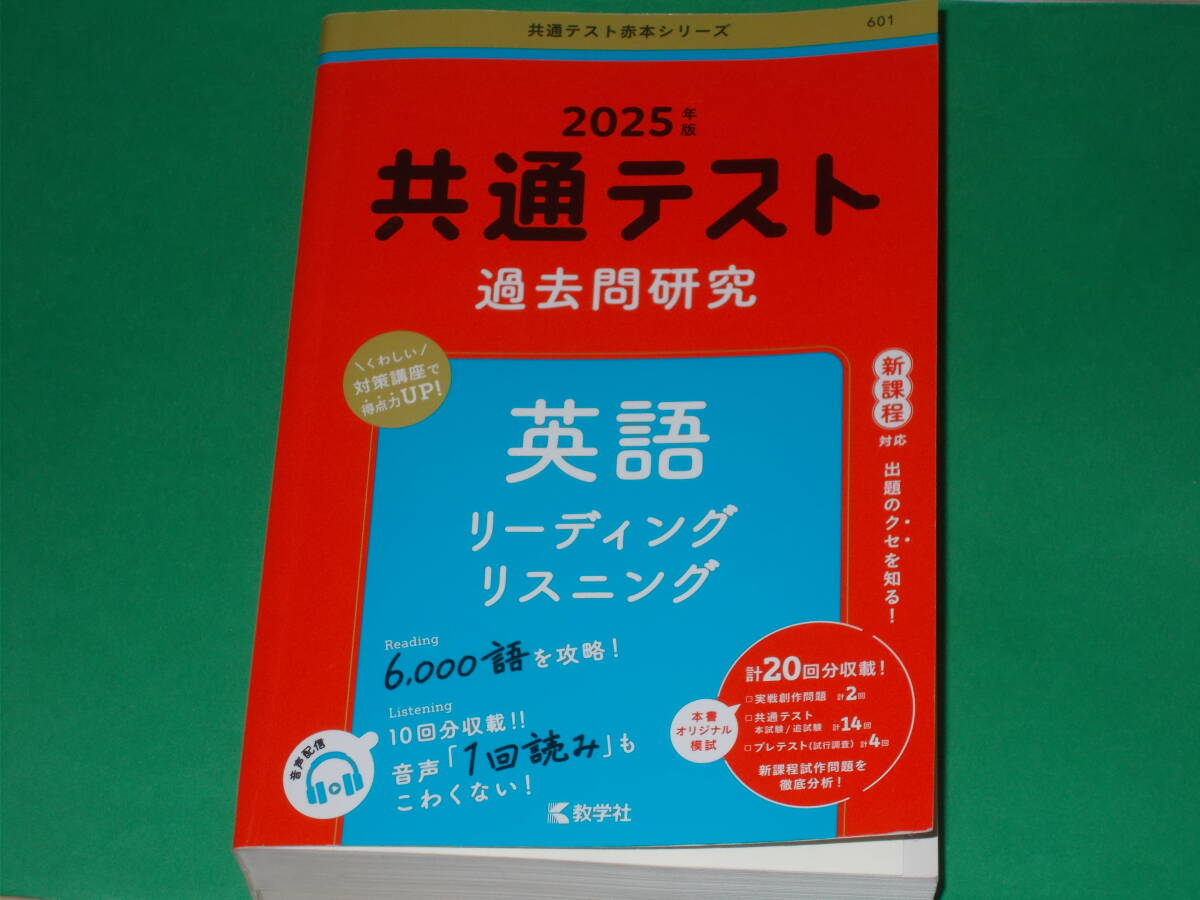 共通テスト赤本シリーズ
601
2025年版
共通テスト
過去問研究
くわしい
対策講座で
得点力UP!
新課程
対応
出題のクセを知る!
英語
リーディング
リスニング
Reading
6,000語を攻略!
Listening
10回分収載!!
音声「1回読み」も
こわくない!
音声配信
計20回分収載!
□実戦創作問題 計2回
□共通テスト
本試験/追試験 計14回
□プレテスト(試行調査) 計4回
新課程試作問題を
徹底分析!
本書
オリジナル
模試
教学社